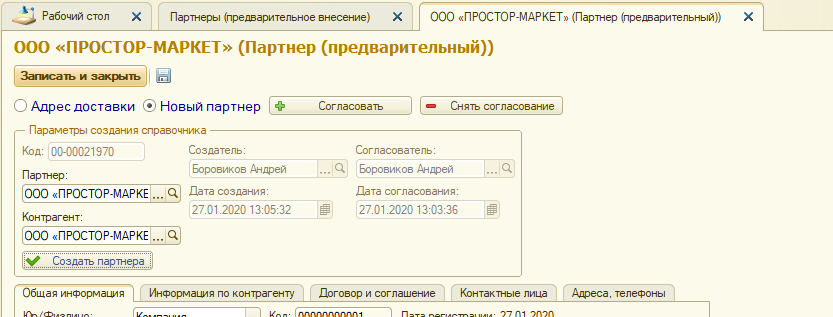 Рабочий стол Партнеры (предварительное внесение) ООО «ПРОСТОР-МАРКЕТ» (Партнер (предварительный))
ООО «ПРОСТОР-МАРКЕТ» (Партнер (предварительный))
Записать и закрыть
Адрес доставки Новый партнер Согласовать Снять согласование
Параметры создания справочника
Код: 00-00021970 Создатель: Согласователь:
Боровиков Андрей ... Боровиков Андрей ...
Партнер:
ООО «ПРОСТОР-МАРКЕ ... Дата создания: Дата согласования:
27.01.2020 13:05:32 27.01.2020 13:03:36
Контрагент:
ООО «ПРОСТОР-МАРКЕ ...
Создать партнера
Общая информация Информация по контрагенту Договор и соглашение Контактные лица Адреса, телефоны
Юр/Физлицо: Компания Код: 00000000001 Дата регистрации: 27.01.2020